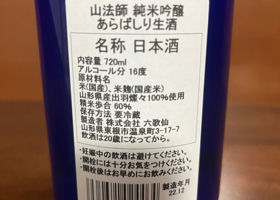 山法師 純米吟醸
あらばしり生酒
名称 日本酒
内容量 720ml
アルコール分 16度
原材料名
米(国産)、米麹(国産米)
山形県産出羽燦々100%使用
精米歩合 60%
保存方法 要冷蔵
製造者 株式会社 六歌仙
山形県東根市温泉町3-17-7
飲酒は20歳になってから。
・妊娠中の飲酒は避けてください。
・開栓には十分お気をつけください。
・開栓後はお早めにお飲みください。
製造年月
22.12